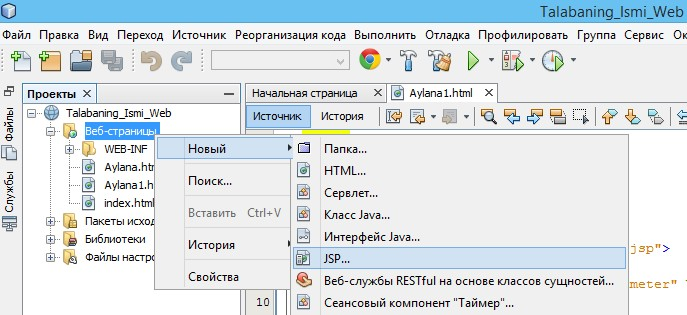 Talabaning_Ismi_Web
Файл Правка Вид Переход Источник Реорганизация кода Выполнить Отладка Профилировать Группа Сервис
Проекты
Начальная страница Aylana1.html
Источник История
Файлы
Службы
Talabaning_Ismi_Web
Веб-страницы
WEB-INF
Aylana.htm
Aylana1.h
index.html
Пакеты исход
Библиотеки
Файлы настро
Новый
Поиск...
Вставить Ctrl+V
История
Свойства
Папка...
HTML...
Сервлет...
Класс Java...
Интерфейс Java...
JSP...
Веб-службы RESTful на основе классов сущностей...
Сеансовый компонент "Таймер"...
jsp">
meter"
10